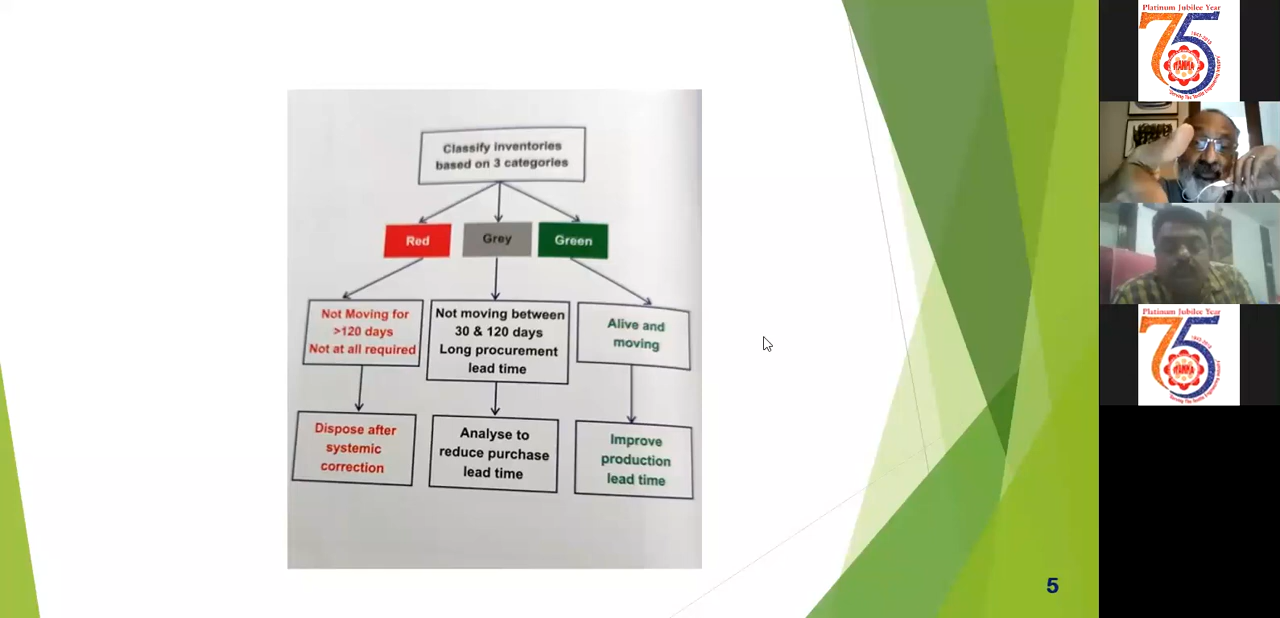 Classify inventories
based on 3 categories
Red
Grey
Green
Not Moving for
>120 days
Not at all required
Not moving between
30 & 120 days
Long procurement
lead time
Alive and
moving
Dispose after
systemic
correction
Analyse to
reduce purchase
lead time
Improve
production
lead time
5
Platinum Jubilee Year
75
Platinum Jubilee Year
75